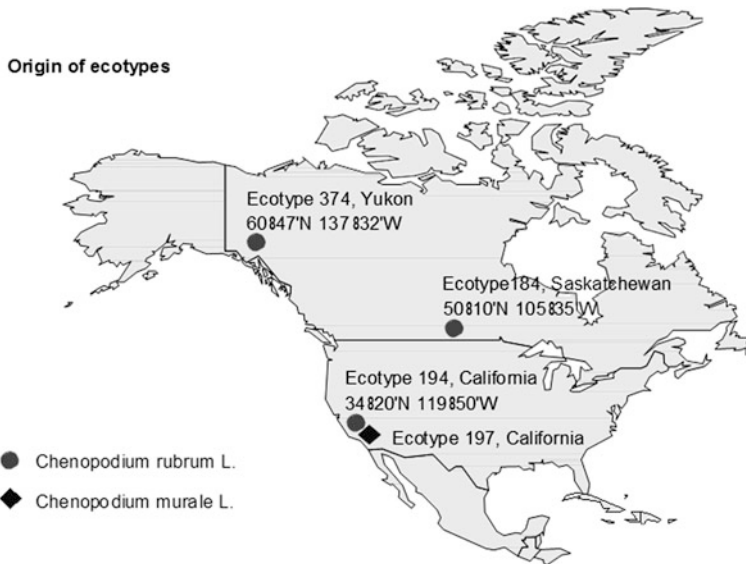 Origin of ecotypes
Ecotype 374, Yukon
60847'N 137832'W
Ecotype184, Saskatchewan
50810'N 105835'W
Ecotype 194, California
34820'N 119850'W
Ecotype 197, California
Chenopodium rubrum L.
Chenopodium murale L.